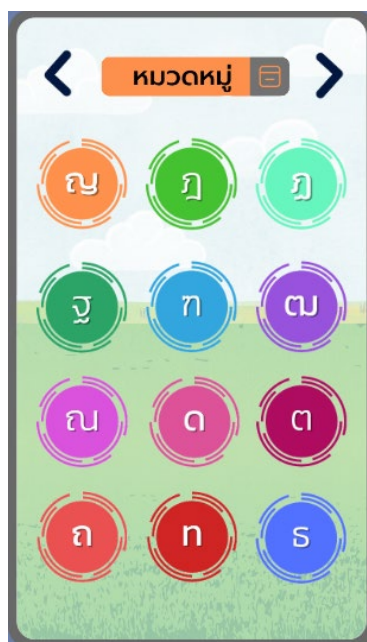 หมวดหมู่
ญ ฎ ฏ
ฐ ฑ ฒ
ณ ด ต
ถ ท ธ